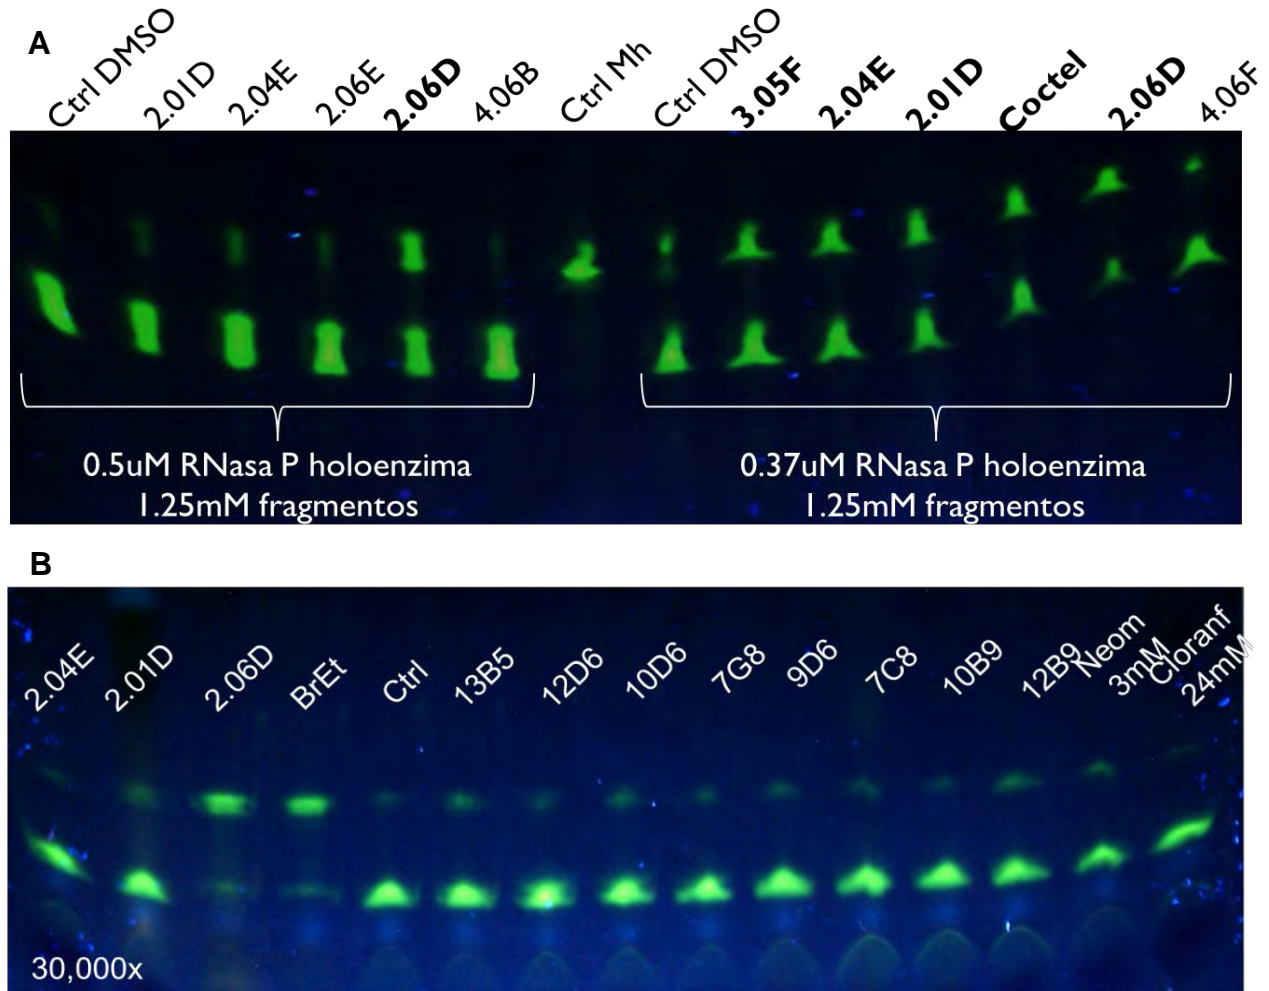 A
Ctrl DMSO
2.01D
2.04E
2.06E
2.06D
4.06B
Ctrl Mh
Ctrl DMSO
3.05F
2.04E
2.01D
Coctel
2.06D
4.06F
0.5uM RNasa P holoenzima
1.25mM fragmentos
0.37uM RNasa P holoenzima
1.25mM fragmentos
B
2.04E
2.01D
2.06D
BrEt
Ctrl
13B5
12D6
10D6
7G8
9D6
7C8
10B9
12B9
Neom
3mM
Cloranf
24mM
30,000x